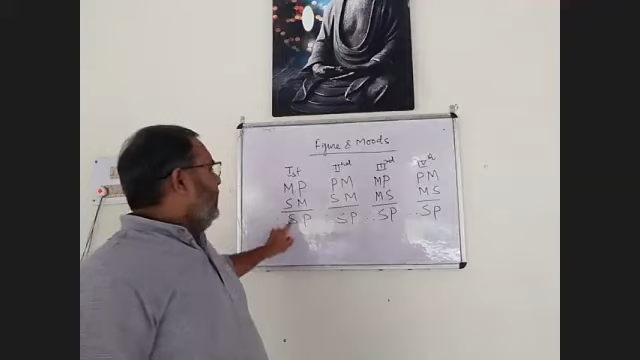 Figure & Moods
Ist IInd IIIrd IVth
MP PM MP PM
SM SM MS MS
∴ SP ∴ SP ∴ SP ∴ SP